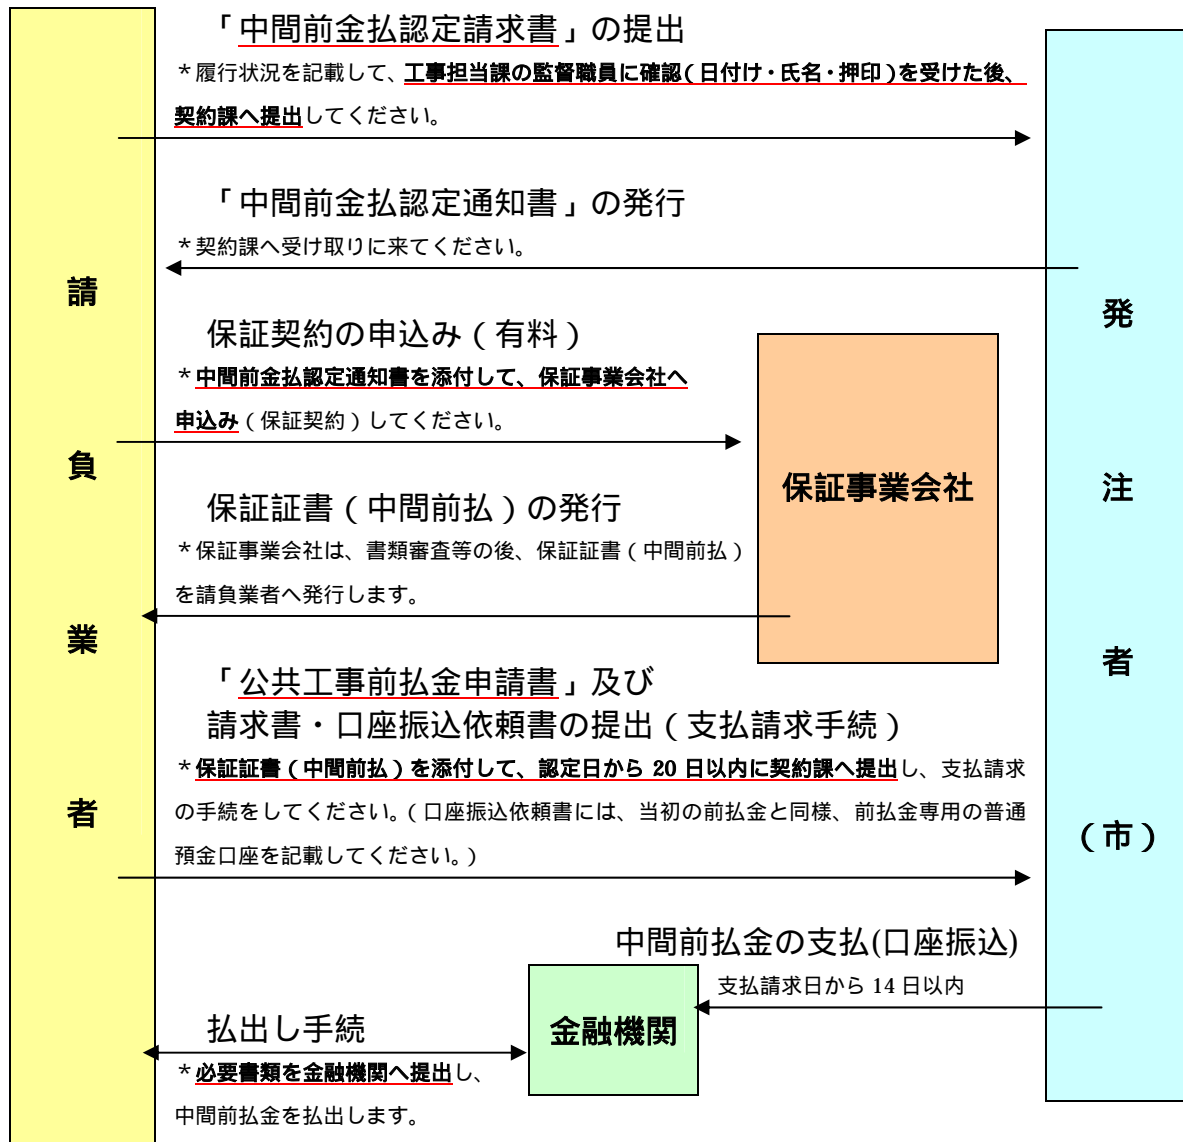 「中間前金払認定請求書」の提出
＊履行状況を記載して、工事担当課の監督職員に確認（日付け・氏名・押印）を受けた後、
契約課へ提出してください。
「中間前金払認定通知書」の発行
＊契約課へ受け取りに来てください。
保証契約の申込み（有料）
＊中間前金払認定通知書を添付して、保証事業会社へ
申込み（保証契約）してください。
保証事業会社
保証証書（中間前払）の発行
＊保証事業会社は、書類審査等の後、保証証書（中間前払）
を請負業者へ発行します。
「公共工事前払金申請書」及び
請求書・口座振込依頼書の提出（支払請求手続）
＊保証証書（中間前払）を添付して、認定日から 20 日以内に契約課へ提出し、支払請求
の手続をしてください。（口座振込依頼書には、当初の前払金と同様、前払金専用の普通
預金口座を記載してください。）
中間前払金の支払(口座振込)
支払請求日から 14 日以内
金融機関
払出し手続
＊必要書類を金融機関へ提出し、
中間前払金を払出します。
請負業者
発注者（市）